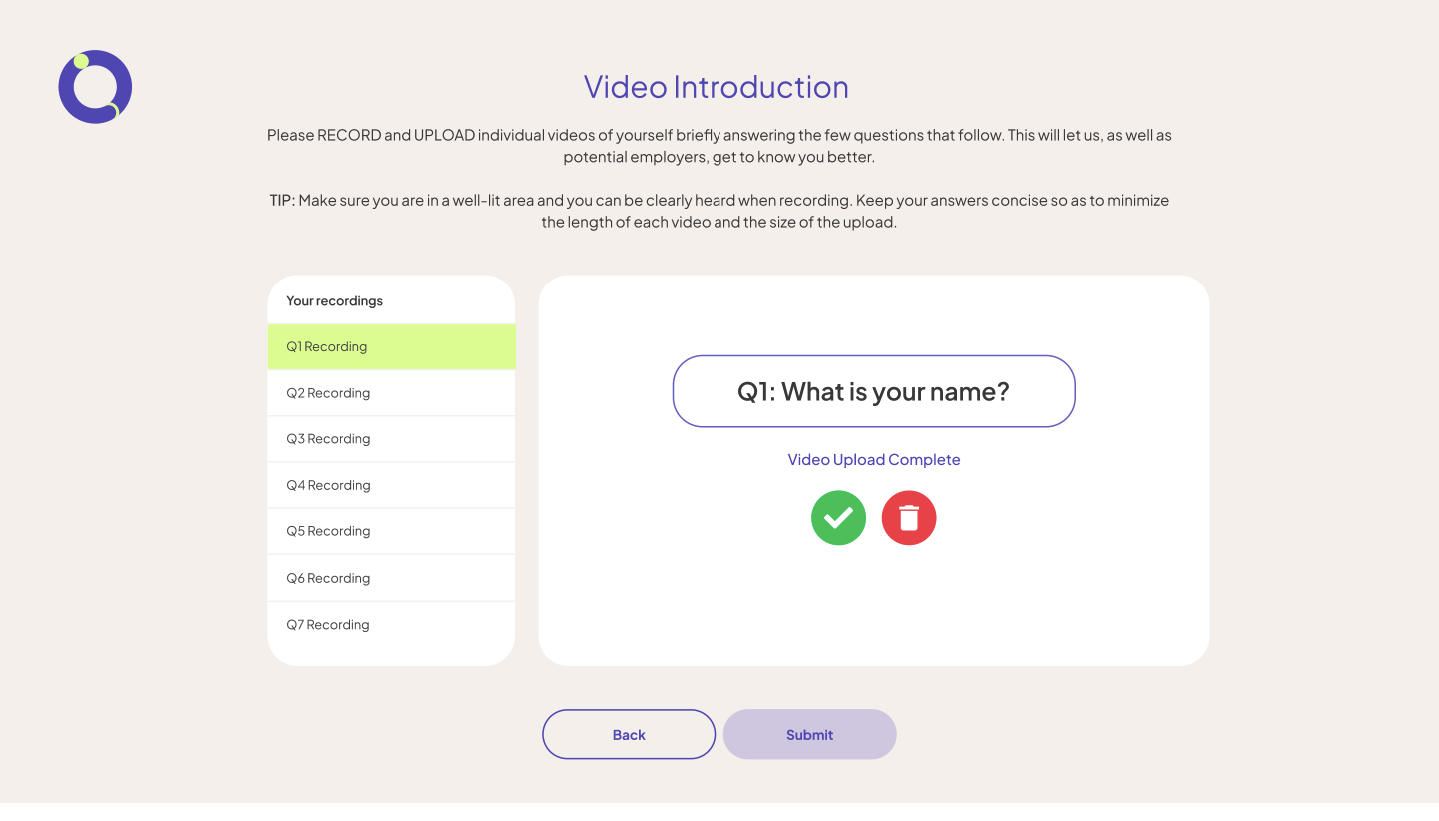 Video Introduction
Please RECORD and UPLOAD individual videos of yourself briefly answering the few questions that follow. This will let us, as well as
potential employers, get to know you better.
TIP: Make sure you are in a well-lit area and you can be clearly heard when recording. Keep your answers concise so as to minimize
the length of each video and the size of the upload.
Your recordings
Q1 Recording
Q2 Recording
Q3 Recording
Q4 Recording
Q5 Recording
Q6 Recording
Q7 Recording
Q1: What is your name?
Video Upload Complete
Back
Submit